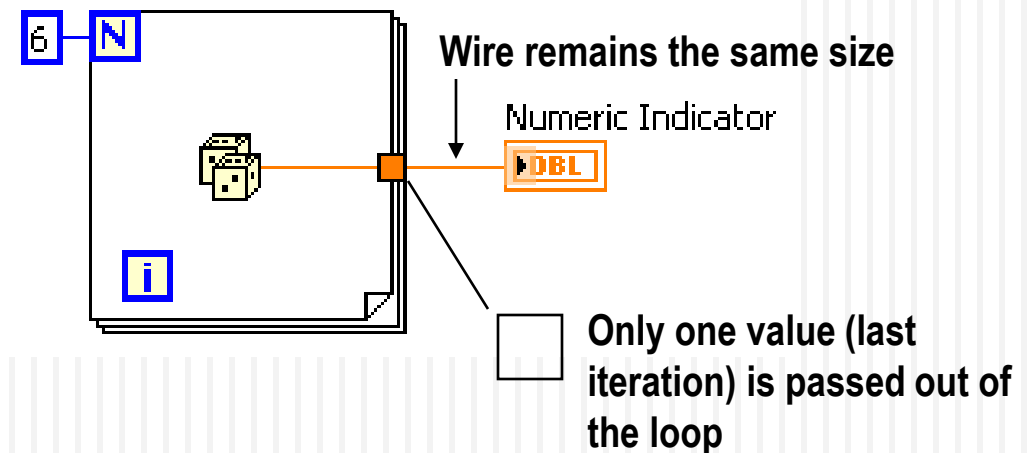 6
N
Wire remains the same size
Numeric Indicator
DBL
i
Only one value (last
iteration) is passed out of
the loop